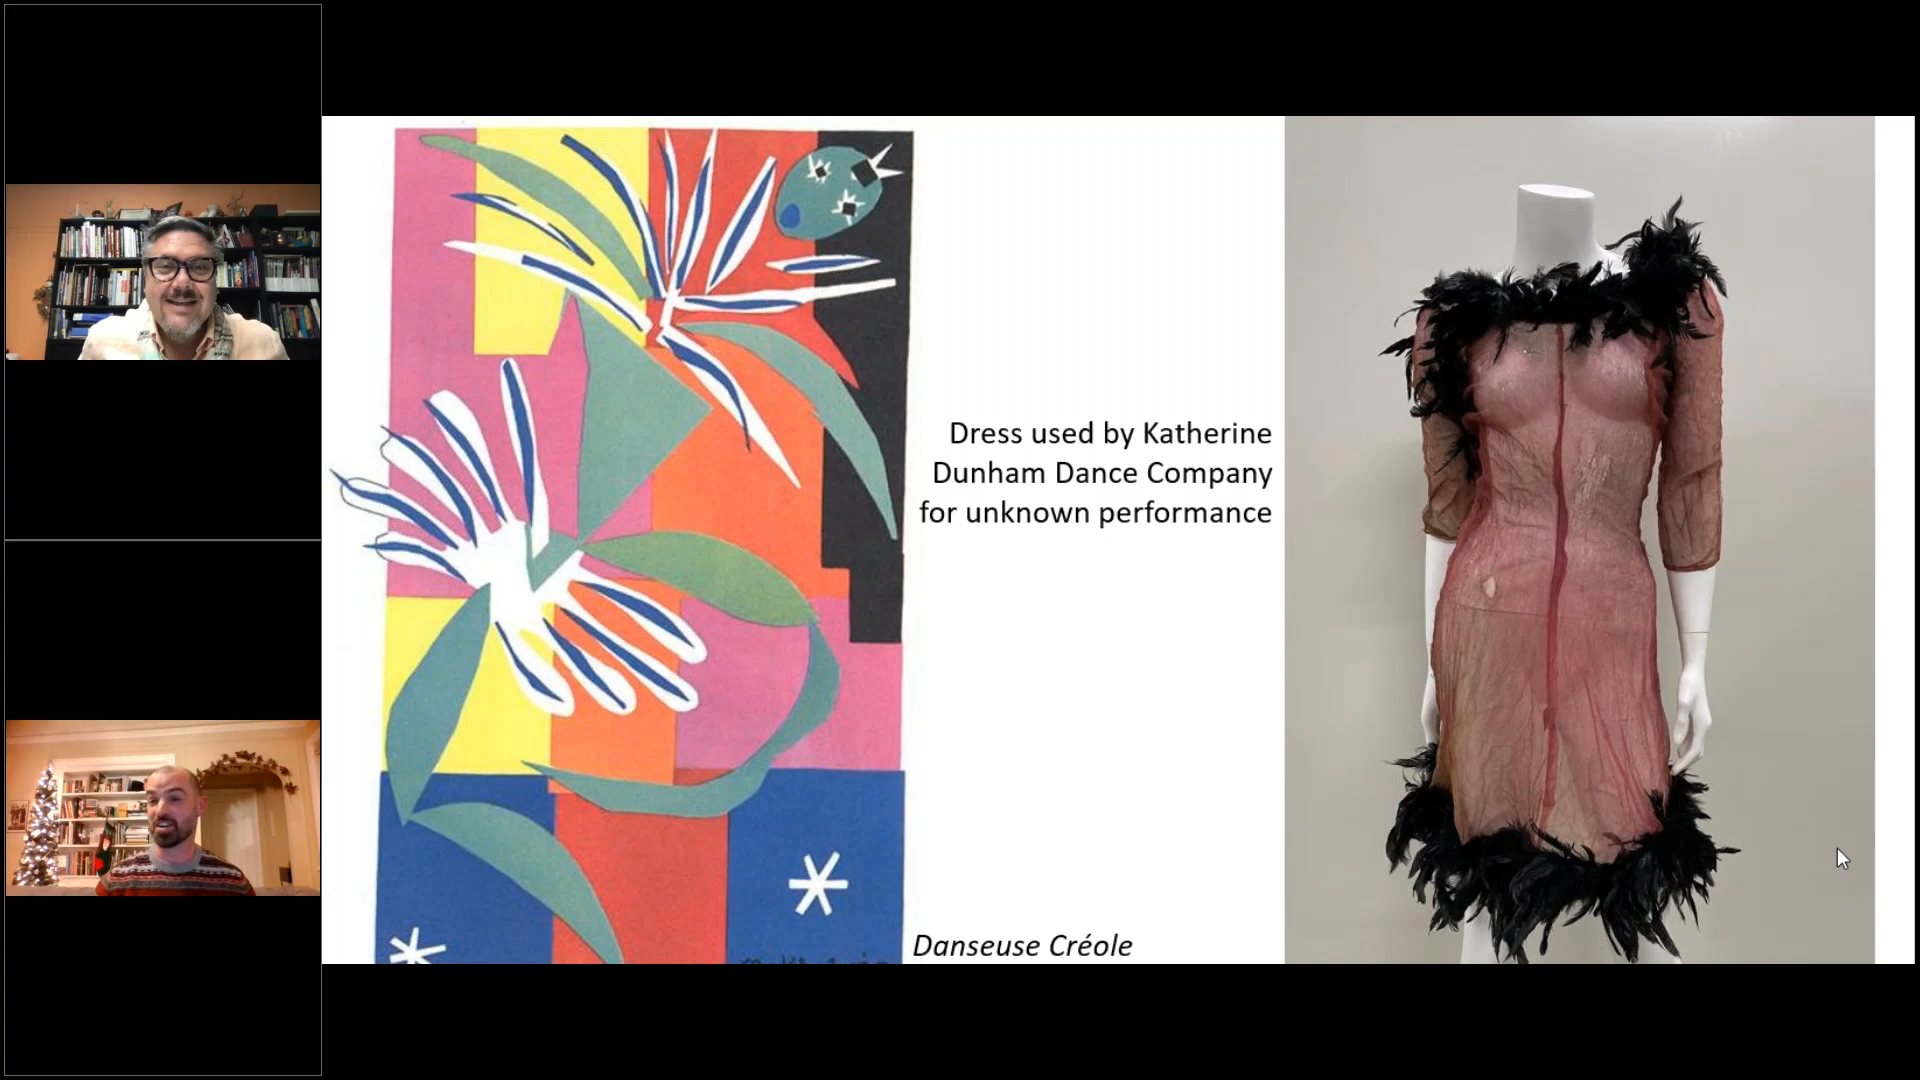 Dress used by Katherine
Dunham Dance Company
for unknown performance
Danseuse Créole